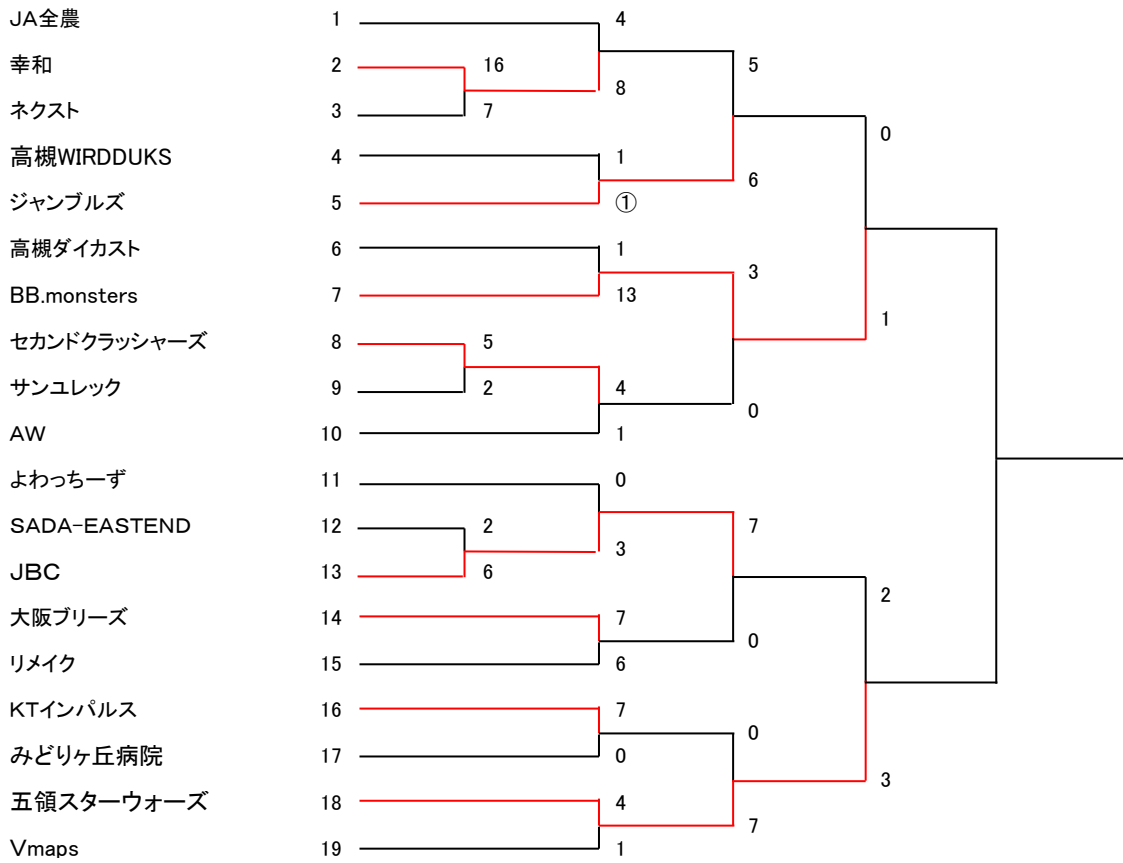 JA全農 1 4
幸和 2 16 5
8
ネクスト 3 7
0
高槻WIRDDUKS 4 1
6
ジャンブルズ 5 ①
高槻ダイカスト 6 1
3
BB.monsters 7 13
1
セカンドクラッシャーズ 8 5
サンユレック 9 2 4
0
AW 10 1
よわっちーず 11 0
SADA-EASTEND 12 2 7
3
JBC 13 6
2
大阪ブリーズ 14 7
0
リメイク 15 6
KTインパルス 16 7
0
みどりヶ丘病院 17 0
3
五領スターウォーズ 18 4
7
Vmaps 19 1